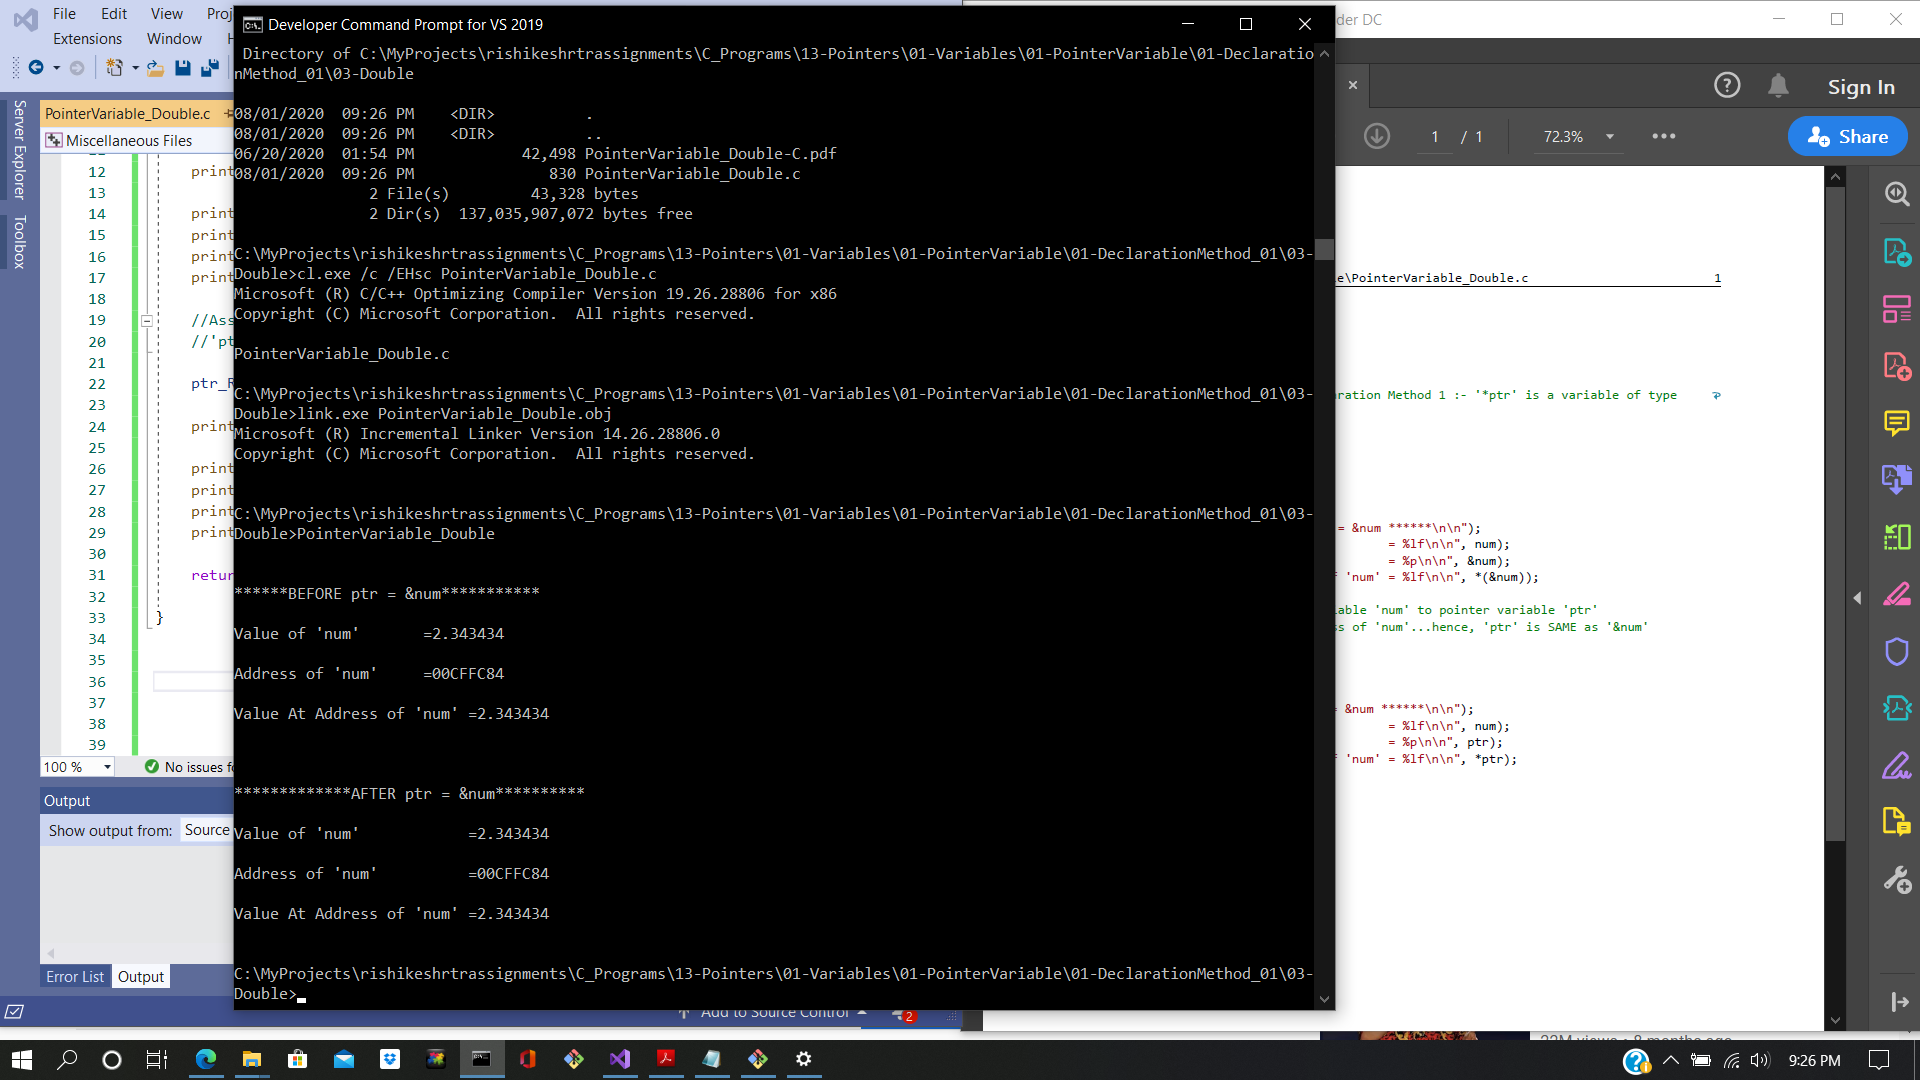 File Edit View Proj
Extensions Window
PointerVariable_Double.c
Miscellaneous Files
Server Explorer
Toolbox
12 print
13
14 print
15 print
16 print
17 print
18
19 //Ass
20 //'pt
21
22 ptr_R
23
24 print
25
26 print
27 print
28 print
29 print
30
31 retur
32
33 }
34
35
36
37
38
39
100 %
No issues fo
Output
Show output from: Source
Error List Output
Add to Source Control
2
Developer Command Prompt for VS 2019
Directory of C:\MyProjects\rishikeshrtrassignments\C_Programs\13-Pointers\01-Variables\01-PointerVariable\01-Declaratio
nMethod_01\03-Double
08/01/2020 09:26 PM <DIR> .
08/01/2020 09:26 PM <DIR> ..
06/20/2020 01:54 PM 42,498 PointerVariable_Double-C.pdf
08/01/2020 09:26 PM 830 PointerVariable_Double.c
2 File(s) 43,328 bytes
2 Dir(s) 137,035,907,072 bytes free
C:\MyProjects\rishikeshrtrassignments\C_Programs\13-Pointers\01-Variables\01-PointerVariable\01-DeclarationMethod_01\03-
Double>cl.exe /c /EHsc PointerVariable_Double.c
Microsoft (R) C/C++ Optimizing Compiler Version 19.26.28806 for x86
Copyright (C) Microsoft Corporation. All rights reserved.
PointerVariable_Double.c
C:\MyProjects\rishikeshrtrassignments\C_Programs\13-Pointers\01-Variables\01-PointerVariable\01-DeclarationMethod_01\03-
Double>link.exe PointerVariable_Double.obj
Microsoft (R) Incremental Linker Version 14.26.28806.0
Copyright (C) Microsoft Corporation. All rights reserved.
C:\MyProjects\rishikeshrtrassignments\C_Programs\13-Pointers\01-Variables\01-PointerVariable\01-DeclarationMethod_01\03-
Double>PointerVariable_Double
******BEFORE ptr = &num***********
Value of 'num' =2.343434
Address of 'num' =00CFFC84
Value At Address of 'num' =2.343434
*************AFTER ptr = &num**********
Value of 'num' =2.343434
Address of 'num' =00CFFC84
Value At Address of 'num' =2.343434
C:\MyProjects\rishikeshrtrassignments\C_Programs\13-Pointers\01-Variables\01-PointerVariable\01-DeclarationMethod_01\03-
Double>
der DC
Sign In
1 / 1 72.3% Share
e\PointerVariable_Double.c 1
ration Method 1 :- '*ptr' is a variable of type
= &num ******\n\n");
= %lf\n\n", num);
= %p\n\n", &num);
'num' = %lf\n\n", *(&num));
able 'num' to pointer variable 'ptr'
ss of 'num'...hence, 'ptr' is SAME as '&num'
= &num ******\n\n");
= %lf\n\n", num);
= %p\n\n", ptr);
'num' = %lf\n\n", *ptr);
9:26 PM